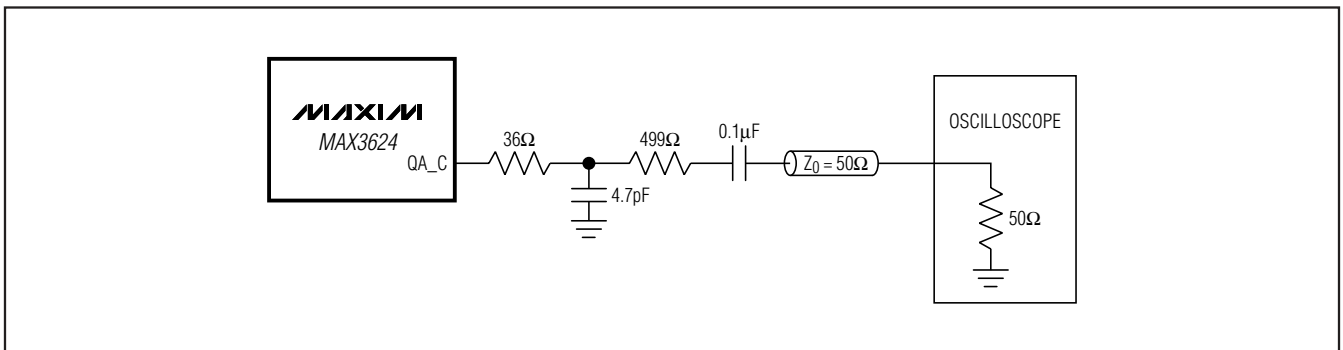 MAXIM
MAX3624
QA_C
36Ω
4.7pF
499Ω
0.1µF
Z0 = 50Ω
OSCILLOSCOPE
50Ω